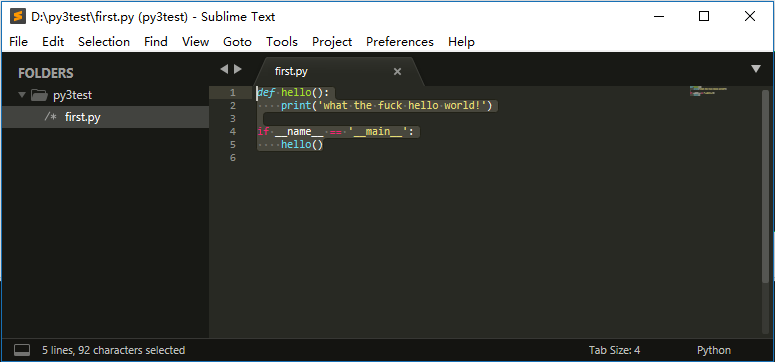 D:\py3test\first.py (py3test) - Sublime Text
File Edit Selection Find View Goto Tools Project Preferences Help
FOLDERS
py3test
/* first.py
first.py
1 def hello():
2     print('what the fuck hello world!')
3
4 if __name__ == '__main__':
5     hello()
6
5 lines, 92 characters selected
Tab Size: 4
Python